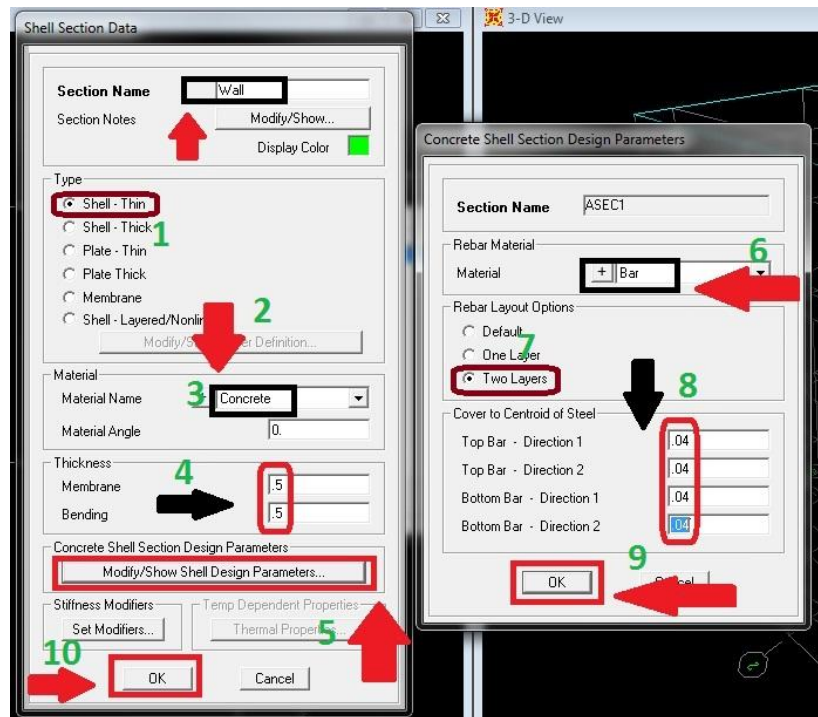 Shell Section Data
3-D View
Section Name
Wall
Section Notes
Modify/Show...
Display Color
Type
Shell - Thin
1
Shell - Thick
Plate - Thin
Plate Thick
Membrane
2
Shell - Layered/Nonlin
Modify/S
er Definition...
Material
Material Name
3
Concrete
Material Angle
0.
Thickness
4
Membrane
.5
Bending
.5
Concrete Shell Section Design Parameters
Modify/Show Shell Design Parameters...
Stiffness Modifiers
Temp Dependent Properties
Set Modifiers...
Thermal Proper
5
10
OK
Cancel
Concrete Shell Section Design Parameters
Section Name
ASEC1
Rebar Material
6
Material
+
Bar
Rebar Layout Options
Default
7
One Layer
Two Layers
8
Cover to Centroid of Steel
Top Bar - Direction 1
.04
Top Bar - Direction 2
.04
Bottom Bar - Direction 1
.04
Bottom Bar - Direction 2
.04
9
OK